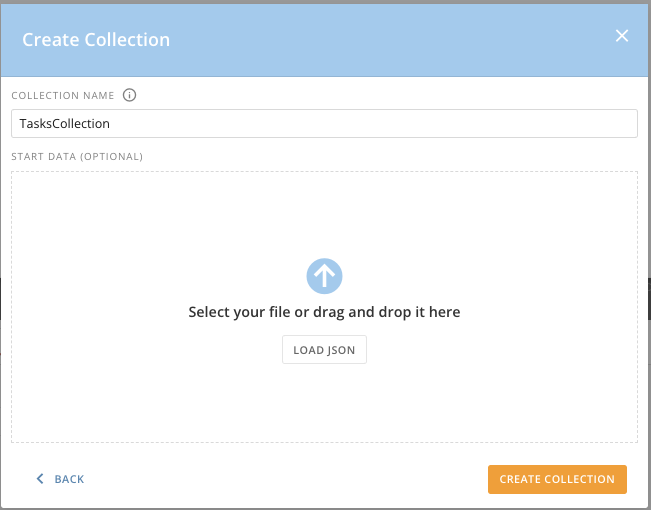 Create Collection
COLLECTION NAME
TasksCollection
START DATA (OPTIONAL)
Select your file or drag and drop it here
LOAD JSON
BACK
CREATE COLLECTION